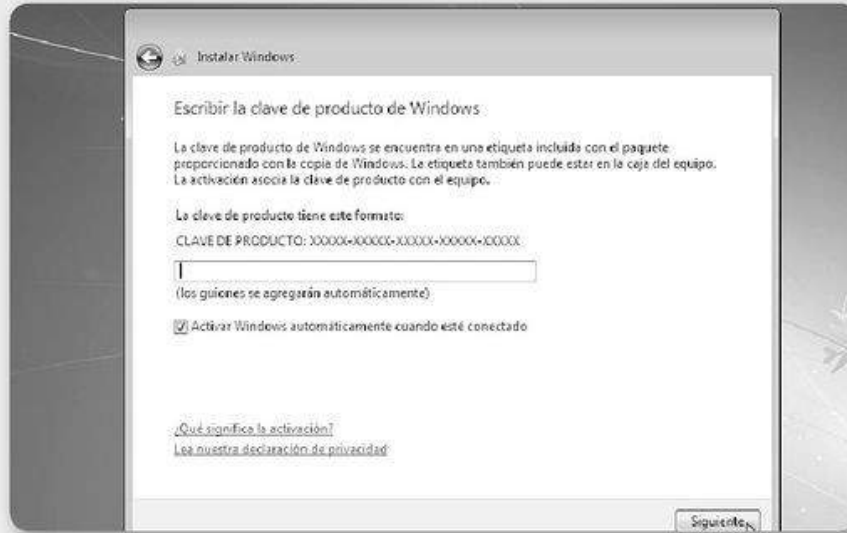 Instalar Windows
Escribir la clave de producto de Windows
La clave de producto de Windows se encuentra en una etiqueta incluida con el paquete
proporcionado con la copia de Windows. La etiqueta también puede estar en la caja del equipo.
La activación asocia la clave de producto con el equipo.
La clave de producto tiene este formato:
CLAVE DE PRODUCTO: XXXXX-XXXXX-XXXXX-XXXXX-XXXXX
(los guiones se agregarán automáticamente)
Activar Windows automáticamente cuando esté conectado
¿Qué significa la activación?
Lea nuestra declaración de privacidad
Siguiente